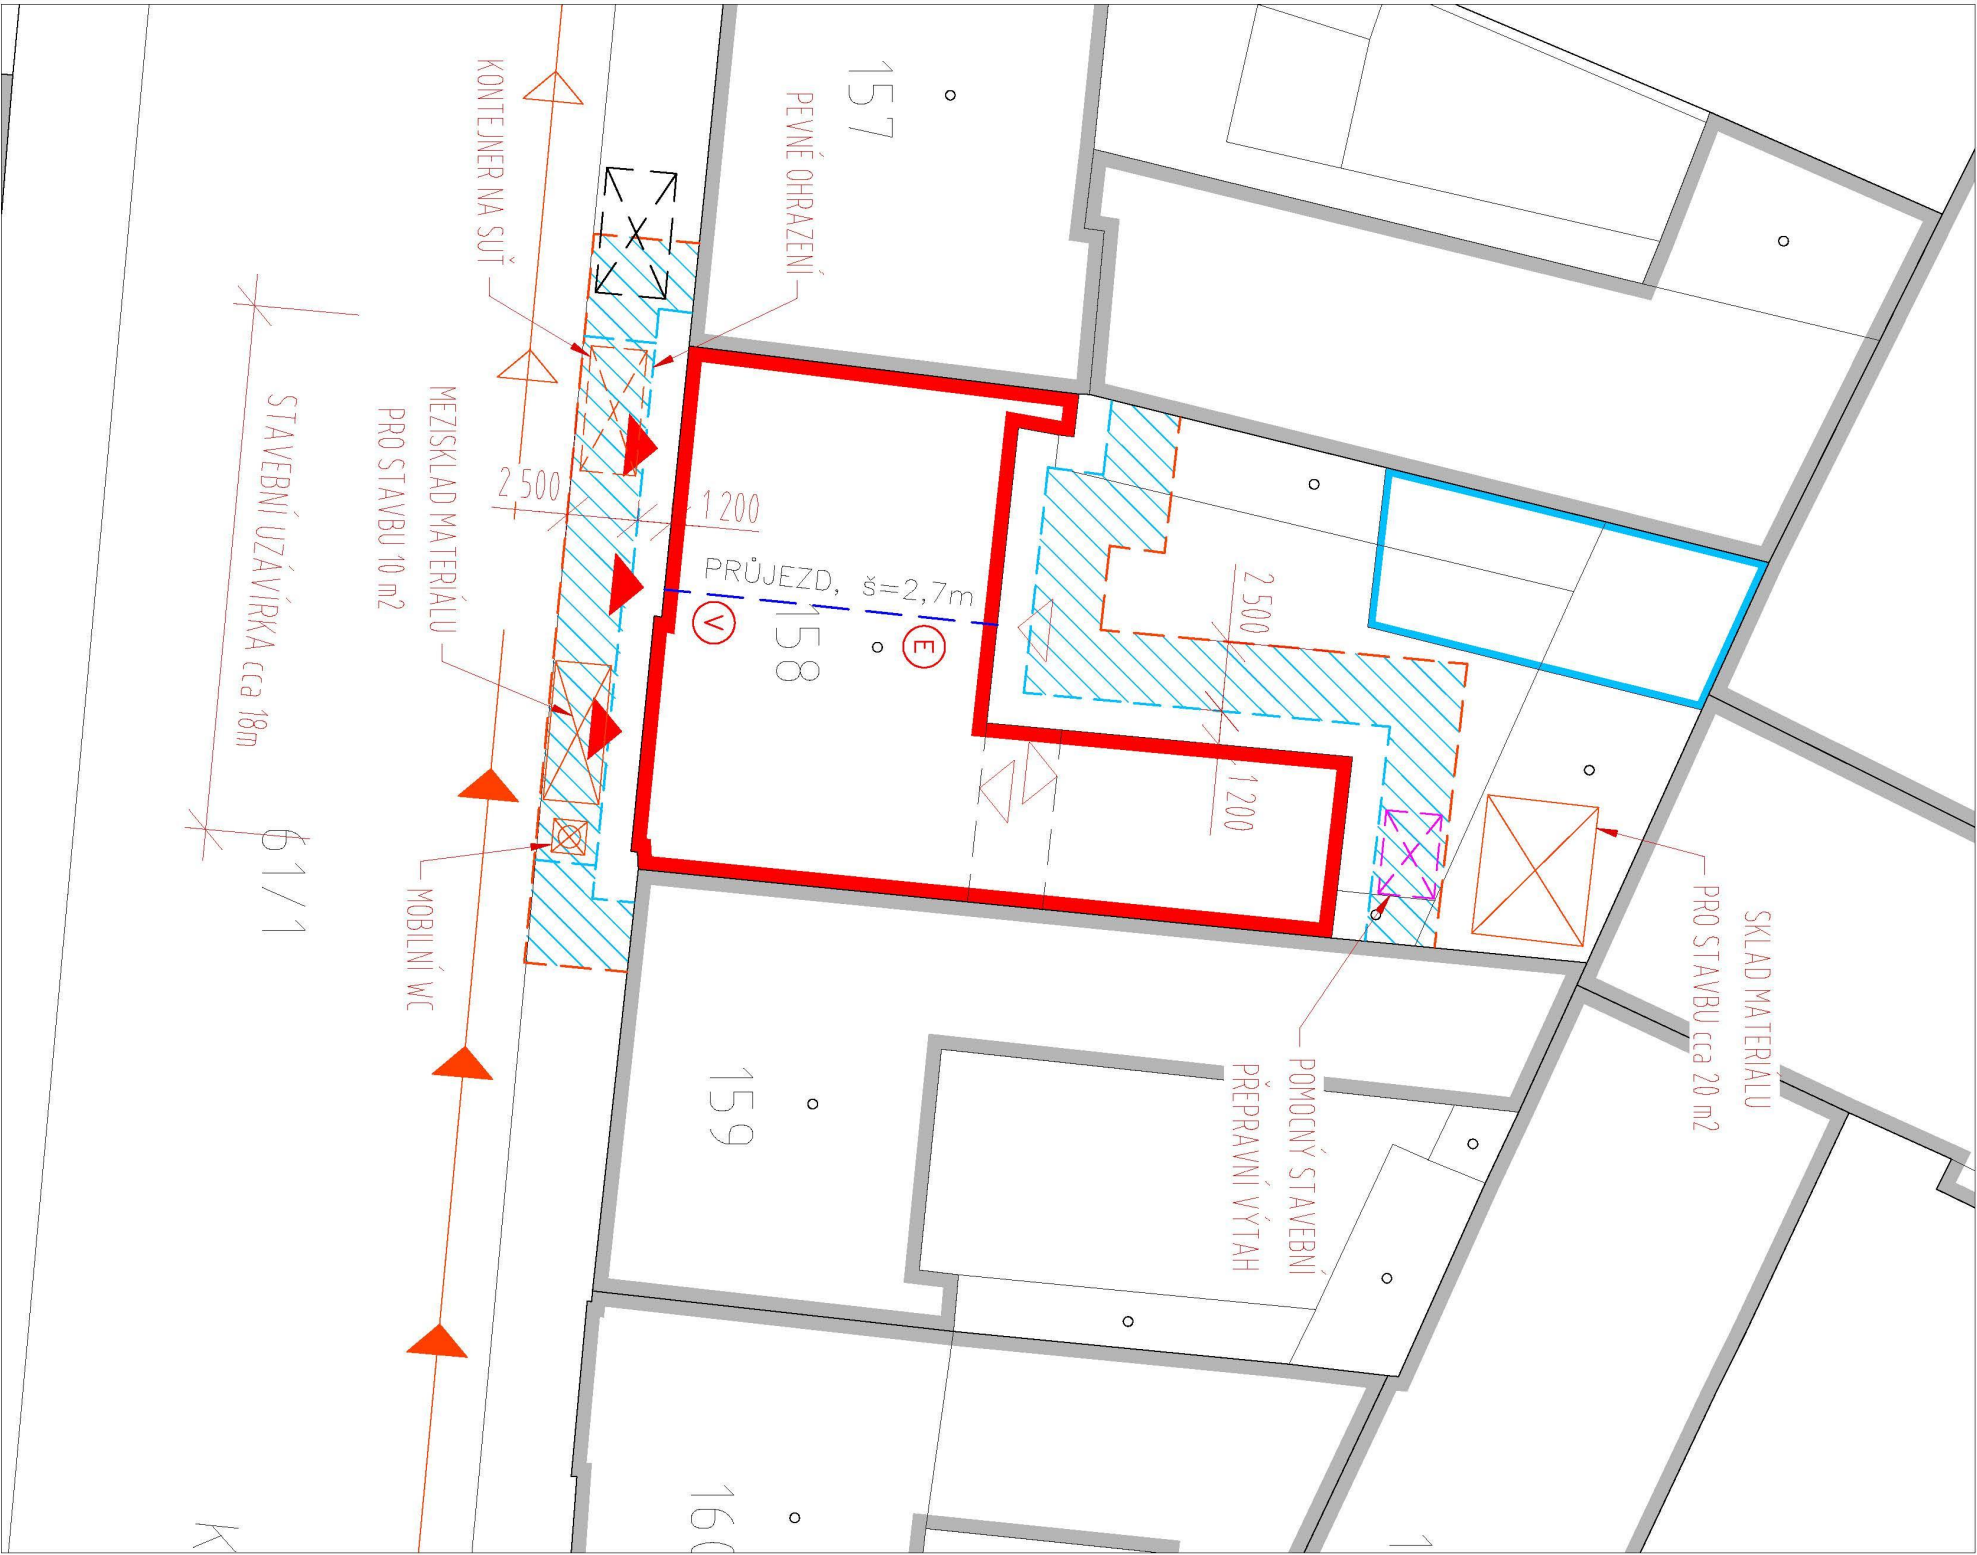 157
PEVNÉ OHRAZENÍ
KONTEJNER NA SUŤ
MEZISKLAD MATERIÁLU
PRO STAVBU 10 m2
STAVEBNÍ UZÁVÍRKA cca 18m
61/1
MOBILNÍ WC
2 500
1 200
PRŮJEZD, š=2,7m
158
V
E
2 500
1 200
SKLAD MATERIÁLU
PRO STAVBU cca 20 m2
POMOCNÝ STAVEBNÍ
PŘEPRAVNÍ VÝTAH
159
160
K
1